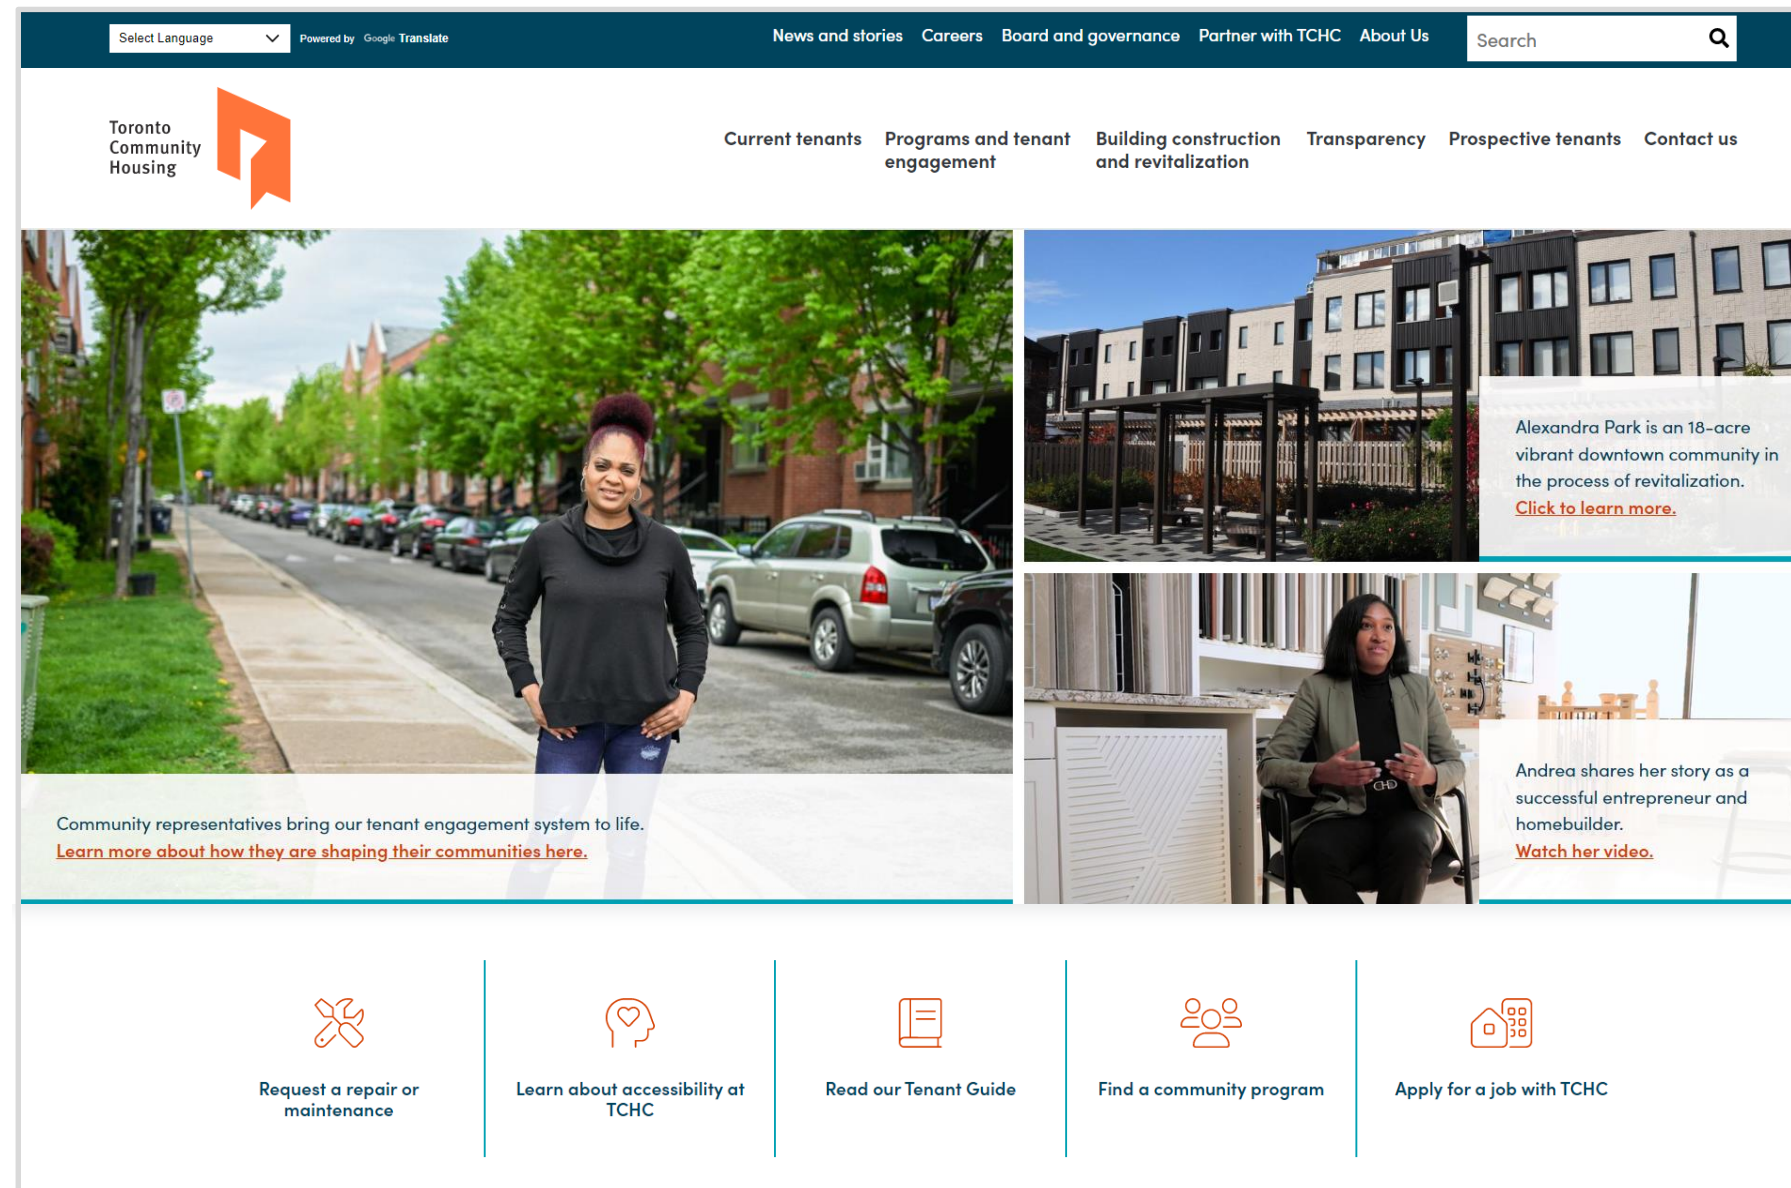 Select Language
Powered by Google Translate
News and stories Careers Board and governance Partner with TCHC About Us
Search
Toronto
Community
Housing
Current tenants
Programs and tenant
engagement
Building construction
and revitalization
Transparency
Prospective tenants
Contact us
Community representatives bring our tenant engagement system to life.
Learn more about how they are shaping their communities here.
Alexandra Park is an 18-acre
vibrant downtown community in
the process of revitalization.
Click to learn more.
Andrea shares her story as a
successful entrepreneur and
homebuilder.
Watch her video.
Request a repair or
maintenance
Learn about accessibility at
TCHC
Read our Tenant Guide
Find a community program
Apply for a job with TCHC